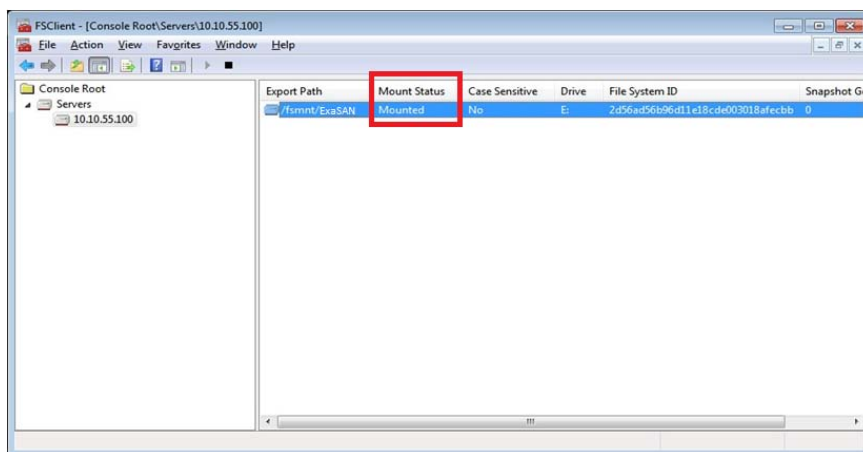 FSClient - [Console Root\Servers\10.10.55.100]
File Action View Favorites Window Help
Console Root
Servers
10.10.55.100
Export Path Mount Status Case Sensitive Drive File System ID Snapshot G
/fsmnt/ExaSAN Mounted No E: 2d56ad56b96d11e18cde003018afecbb 0